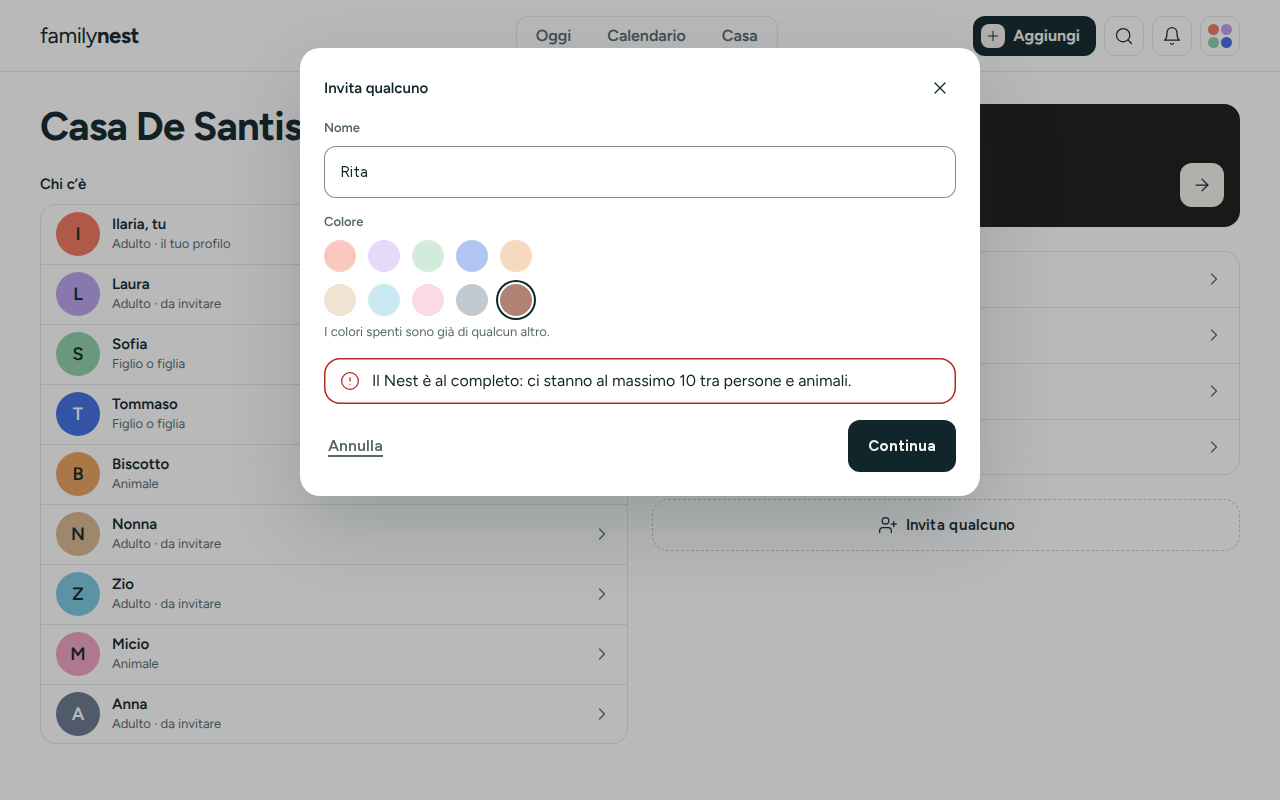 familynest
Oggi
Calendario
Casa
Aggiungi
Casa De Santis
Chi c’è
I
Ilaria, tu
Adulto · il tuo profilo
L
Laura
Adulto · da invitare
S
Sofia
Figlio o figlia
T
Tommaso
Figlio o figlia
B
Biscotto
Animale
N
Nonna
Adulto · da invitare
Z
Zio
Adulto · da invitare
M
Micio
Animale
A
Anna
Adulto · da invitare
Invita qualcuno
Nome
Rita
Colore
I colori spenti sono già di qualcun altro.
Il Nest è al completo: ci stanno al massimo 10 tra persone e animali.
Annulla
Continua
Invita qualcuno